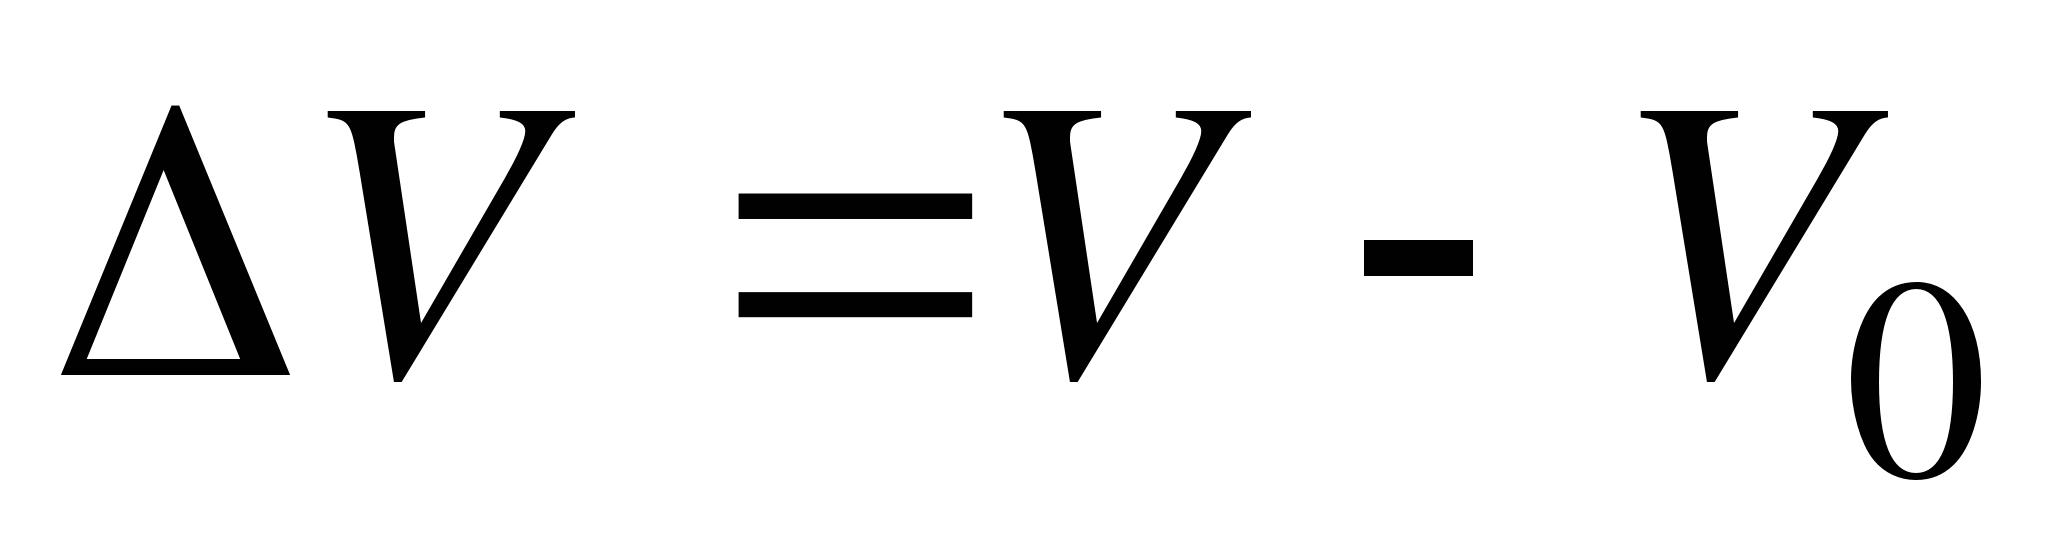 ΔV = V - V₀